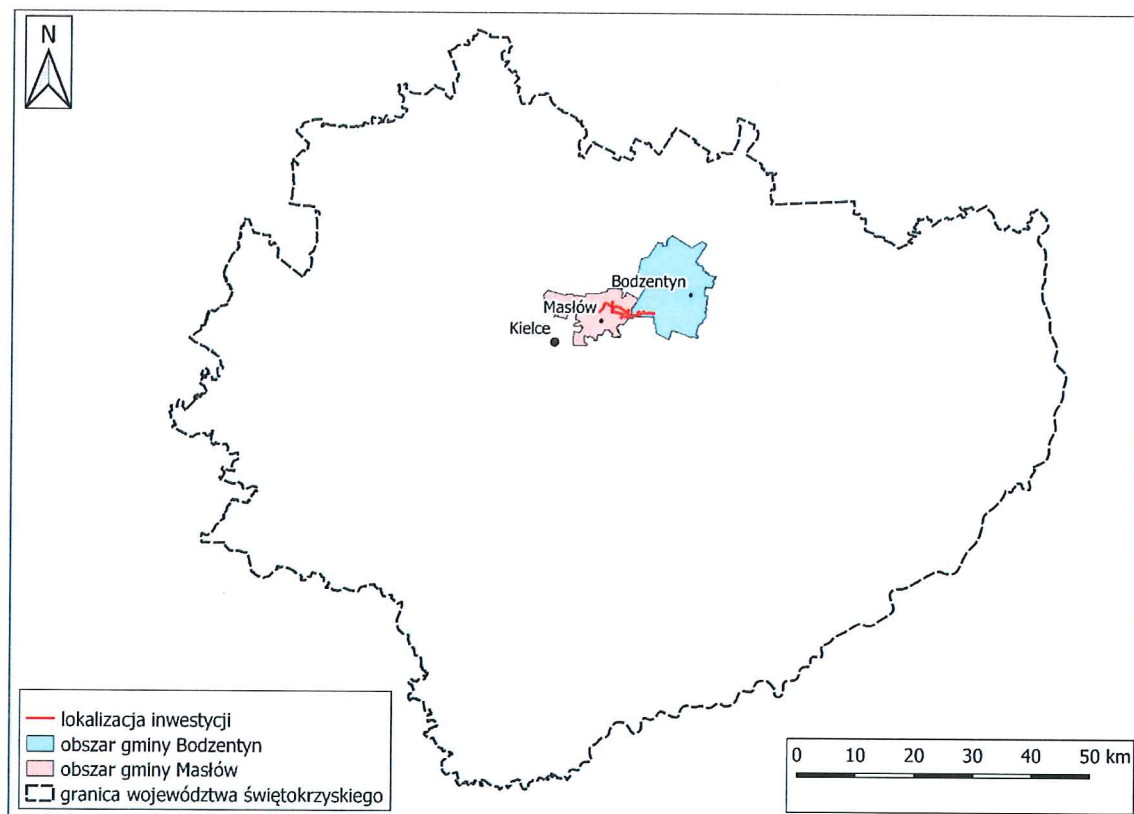 N
Bodzentyn
Masłów
Kielce
lokalizacja inwestycji
obszar gminy Bodzentyn
obszar gminy Masłów
granica województwa świętokrzyskiego
0 10 20 30 40 50 km